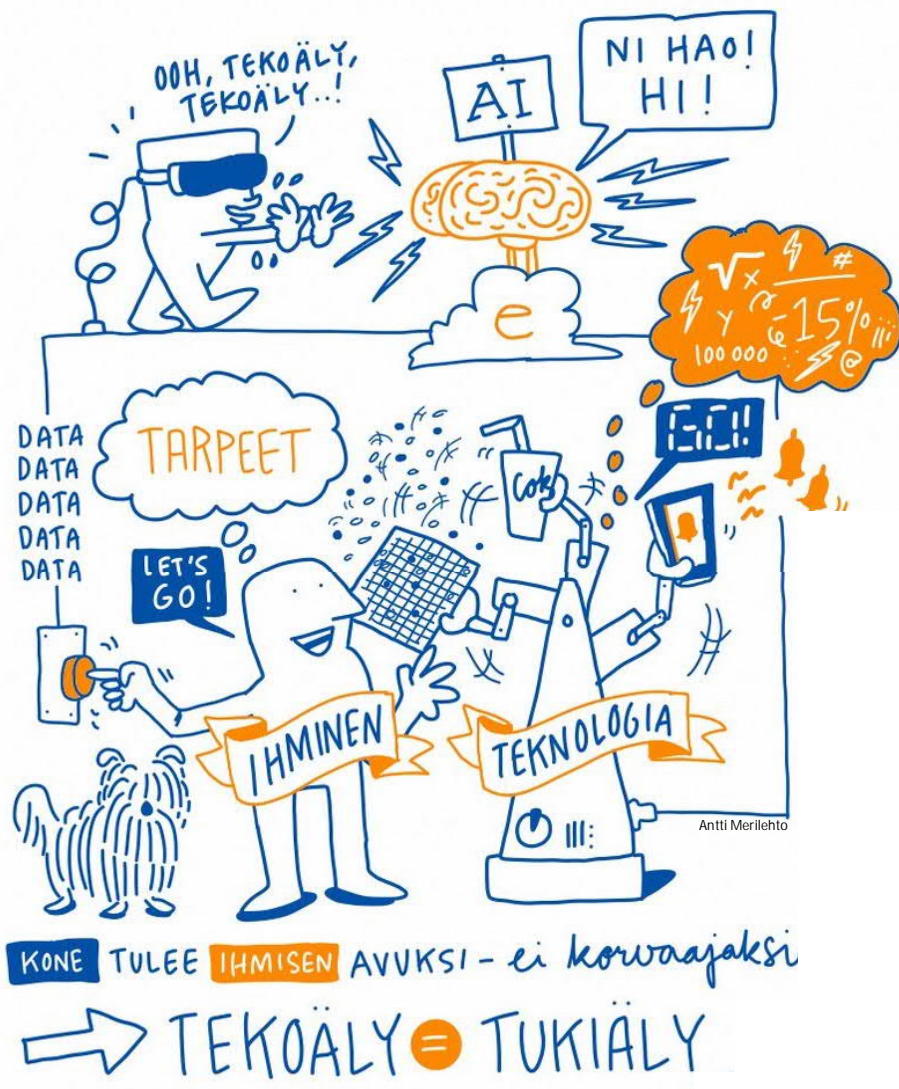 OOH, TEKOÄLY,
TEKOÄLY..!
AI
NI HAO!
HI!
e
√x # 
y -15%
100 000 @
DATA
DATA
DATA
DATA
DATA
TARPEET
LET'S
GO!
Coke
GO!
IHMINEN
TEKNOLOGIA
Antti Merilehto
KONE TULEE IHMISEN AVUKSI - ei korvaajaksi
TEKOÄLY = TUKIÄLY